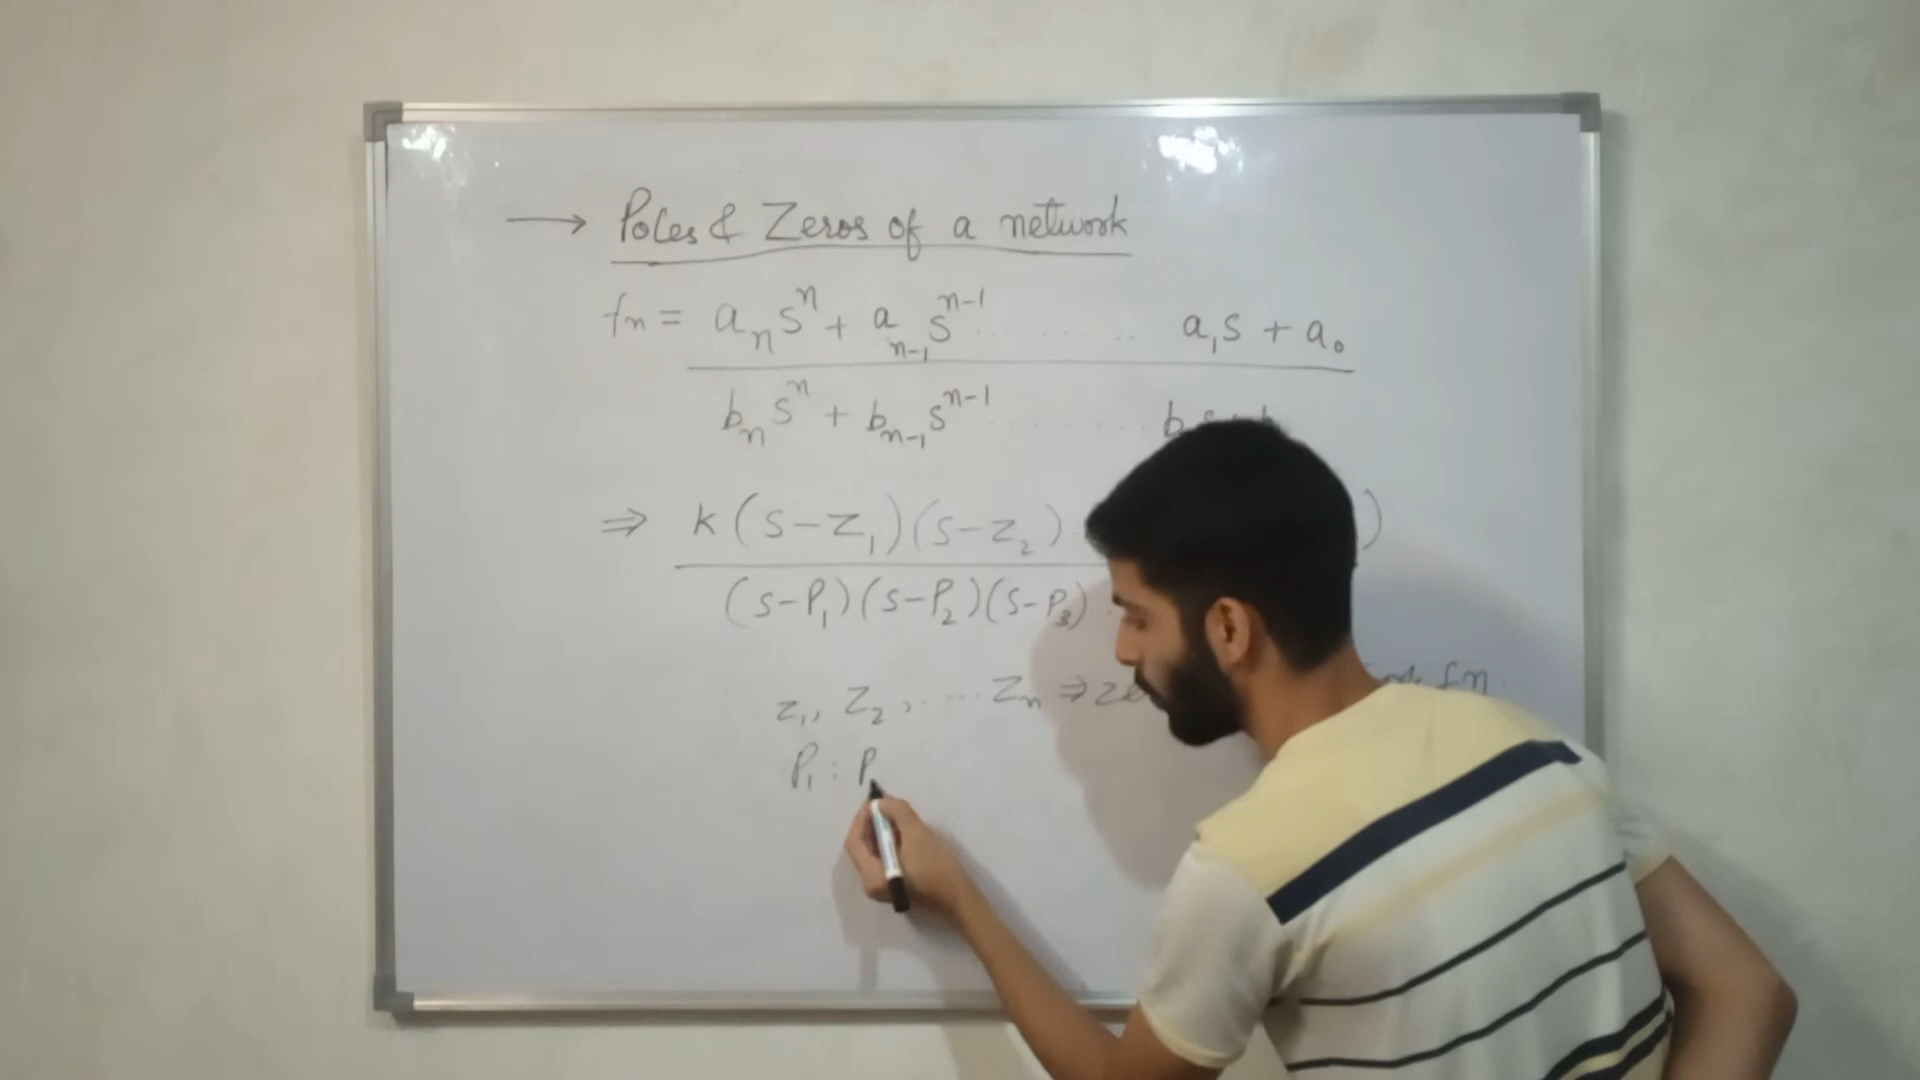 → Poles & Zeros of a network
fn = a_n s^n + a_{n-1} s^{n-1} ........ a_1 s + a_0
b_n s^n + b_{n-1} s^{n-1} ........ b
⇒ k(s-z_1)(s-z_2) )
(s-P_1)(s-P_2)(s-P_3)
z_1, z_2, .... z_n ⇒ fn.
P_1 : P